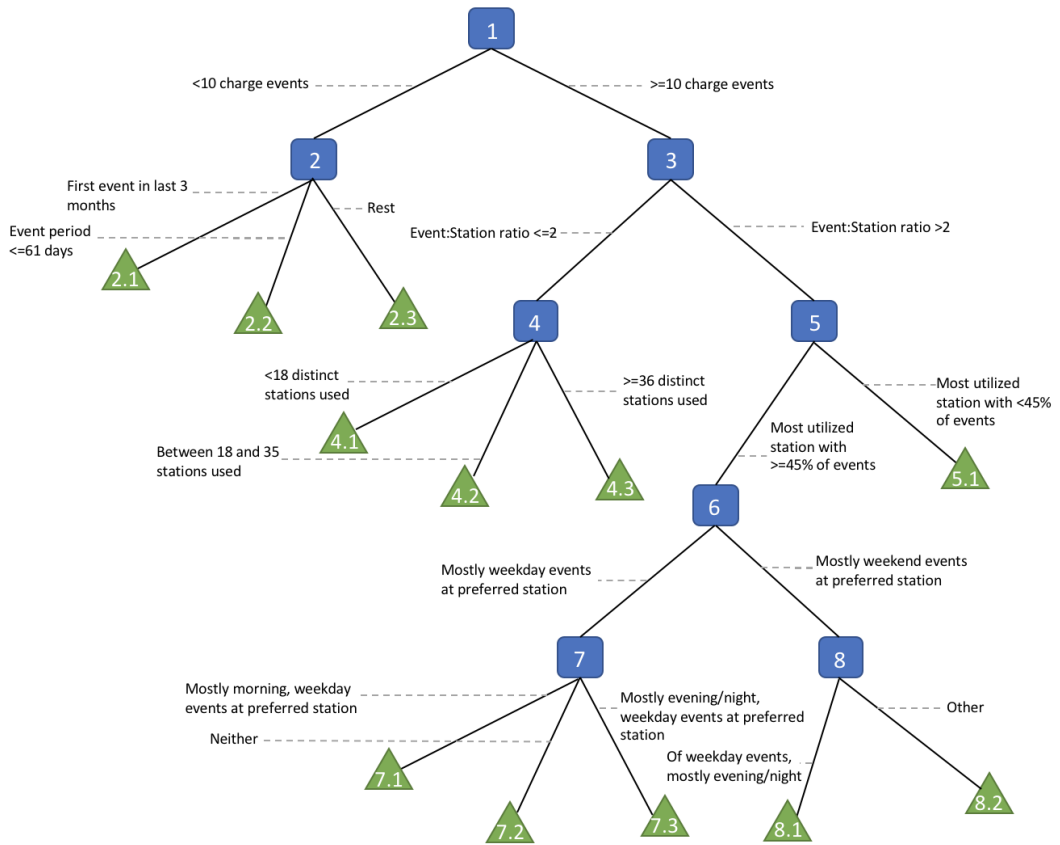 1
<10 charge events
>=10 charge events
2
3
First event in last 3
months
Rest
Event period
<=61 days
Event:Station ratio <=2
Event:Station ratio >2
2.1
2.2
2.3
4
5
<18 distinct
stations used
>=36 distinct
stations used
Most utilized
station with <45%
of events
4.1
Between 18 and 35
stations used
Most utilized
station with
>=45% of events
4.2
4.3
5.1
6
Mostly weekday events
at preferred station
Mostly weekend events
at preferred station
7
8
Mostly morning, weekday
events at preferred station
Mostly evening/night,
weekday events at preferred
station
Other
Neither
Of weekday events,
mostly evening/night
7.1
7.2
7.3
8.1
8.2